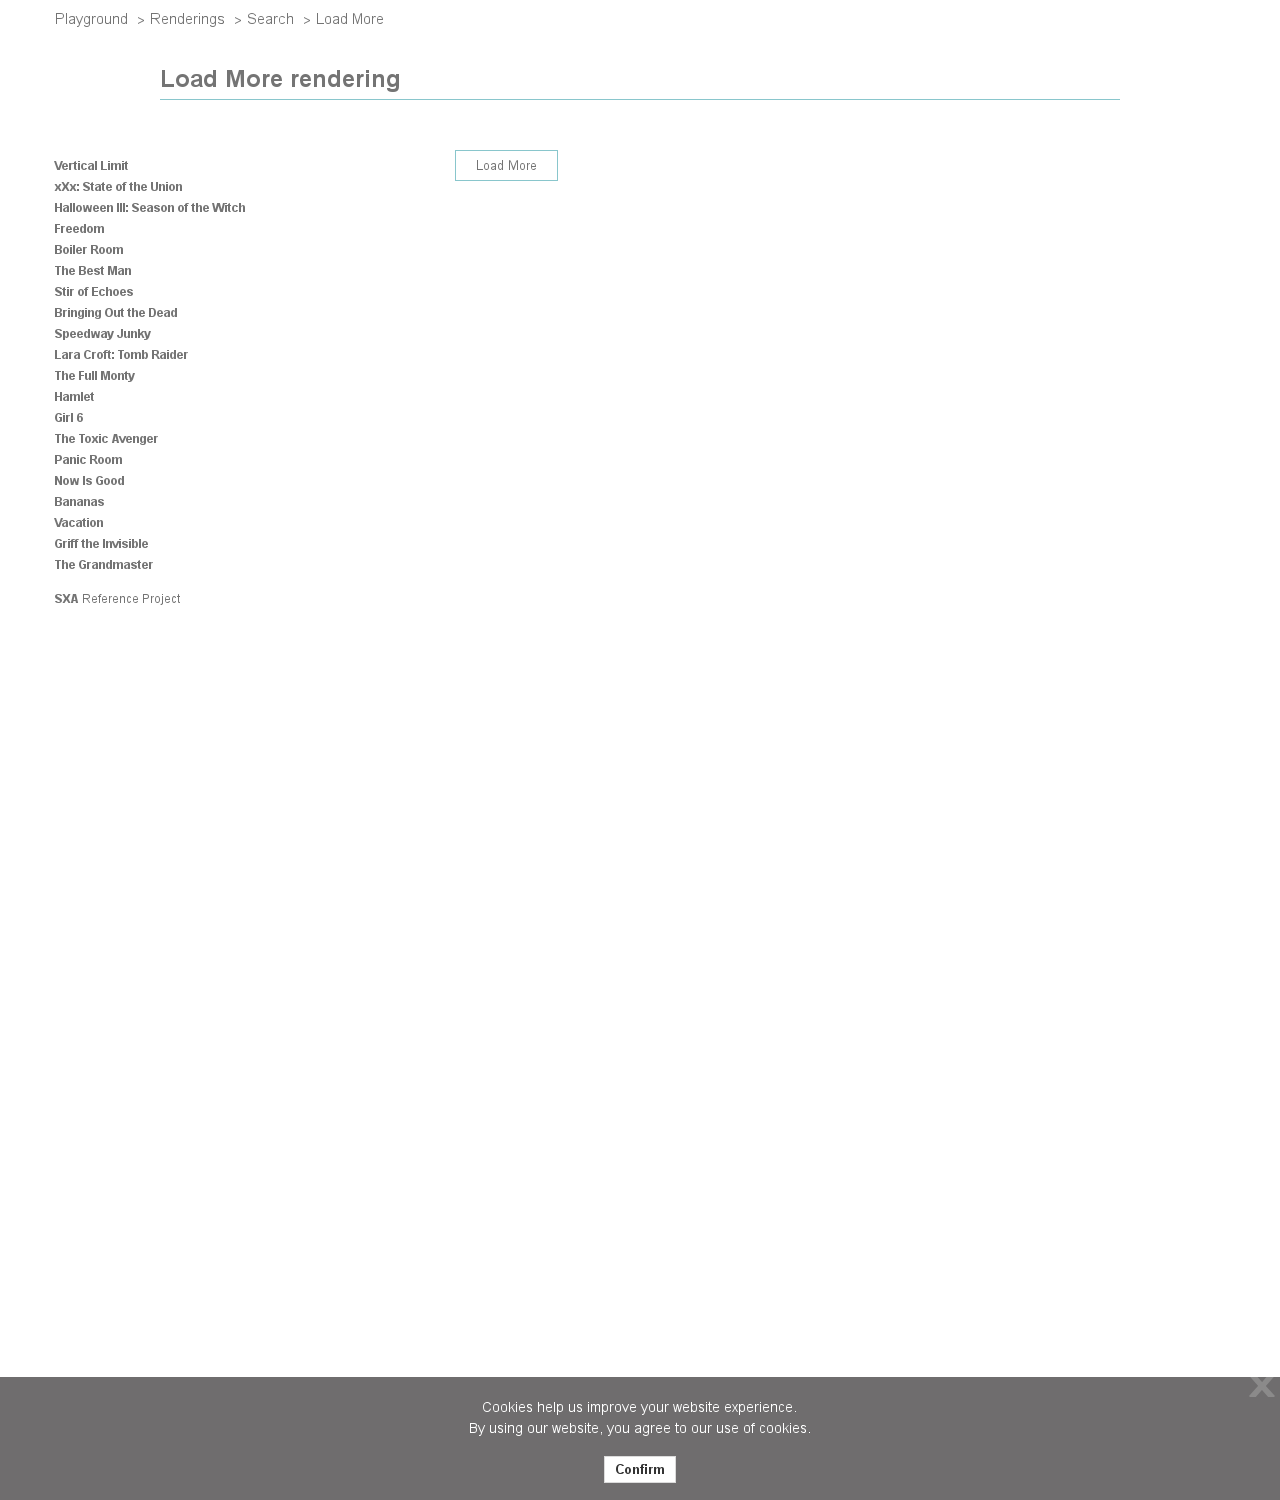 Playground > Renderings > Search > Load More
Load More rendering
Vertical Limit
xXx: State of the Union
Halloween III: Season of the Witch
Freedom
Boiler Room
The Best Man
Stir of Echoes
Bringing Out the Dead
Speedway Junky
Lara Croft: Tomb Raider
The Full Monty
Hamlet
Girl 6
The Toxic Avenger
Panic Room
Now Is Good
Bananas
Vacation
Griff the Invisible
The Grandmaster
Load More
SXA Reference Project
X
Cookies help us improve your website experience.
By using our website, you agree to our use of cookies.
Confirm